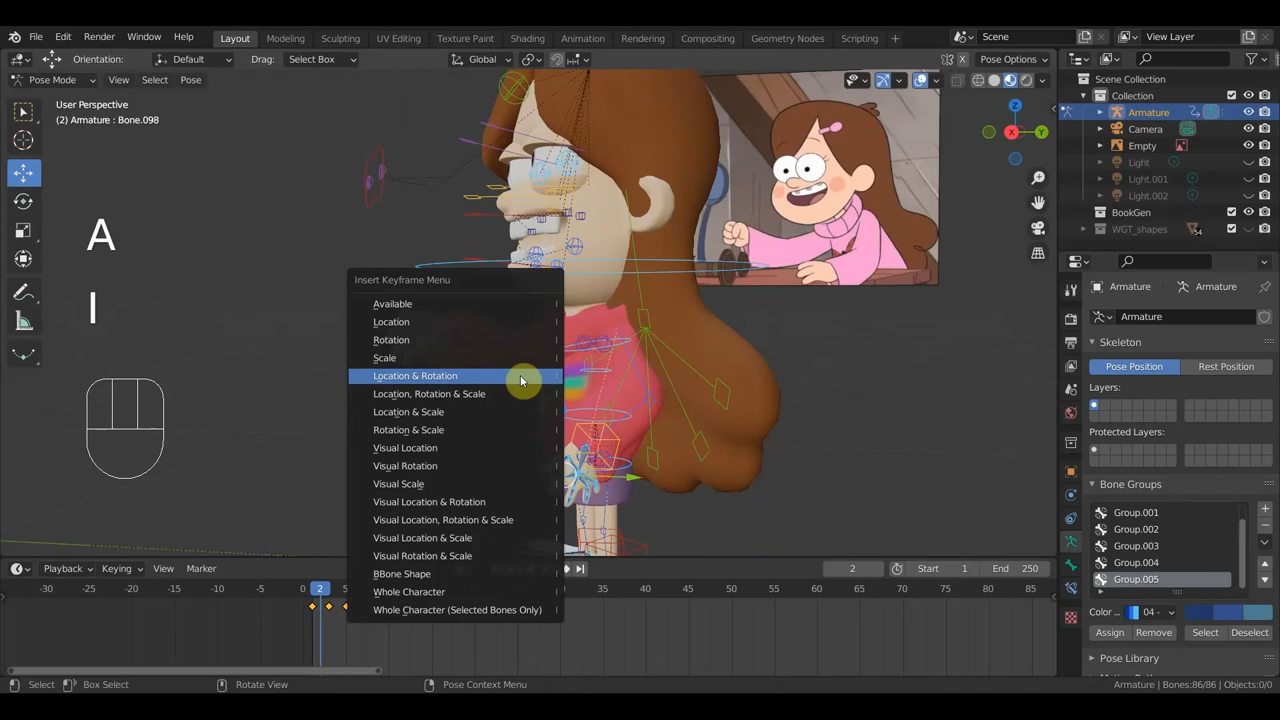 File Edit Render Window Help Layout Modeling Sculpting UV Editing Texture Paint Shading Animation Rendering Compositing Geometry Nodes Scripting + Scene View Layer
Orientation: Default Drag: Select Box Global Pose Options
Pose Mode View Select Pose
User Perspective
(2) Armature : Bone.098
A
I
Z
Y
X
Insert Keyframe Menu
Available I
Location I
Rotation I
Scale I
Location & Rotation I
Location, Rotation & Scale I
Location & Scale I
Rotation & Scale I
Visual Location I
Visual Rotation I
Visual Scale I
Visual Location & Rotation I
Visual Location, Rotation & Scale I
Visual Location & Scale I
Visual Rotation & Scale I
BBone Shape I
Whole Character I
Whole Character (Selected Bones Only) I
Scene Collection
Collection
Armature
Camera
Empty
Light
Light.001
Light.002
BookGen
WGT_shapes 54
Armature Armature
Armature
Skeleton
Pose Position Rest Position
Layers:
Protected Layers:
Bone Groups
Group.001
Group.002
Group.003
Group.004
Group.005
Color ... 04 -
Assign Remove Select Deselect
Pose Library
Playback Keying View Marker 2 Start 1 End 250
-30 -25 -20 -15 -10 -5 2 35 40 45 50 55 60 65 70 75 80 85 90
Select Box Select Rotate View Pose Context Menu Armature | Bones:86/86 | Objects:0/0